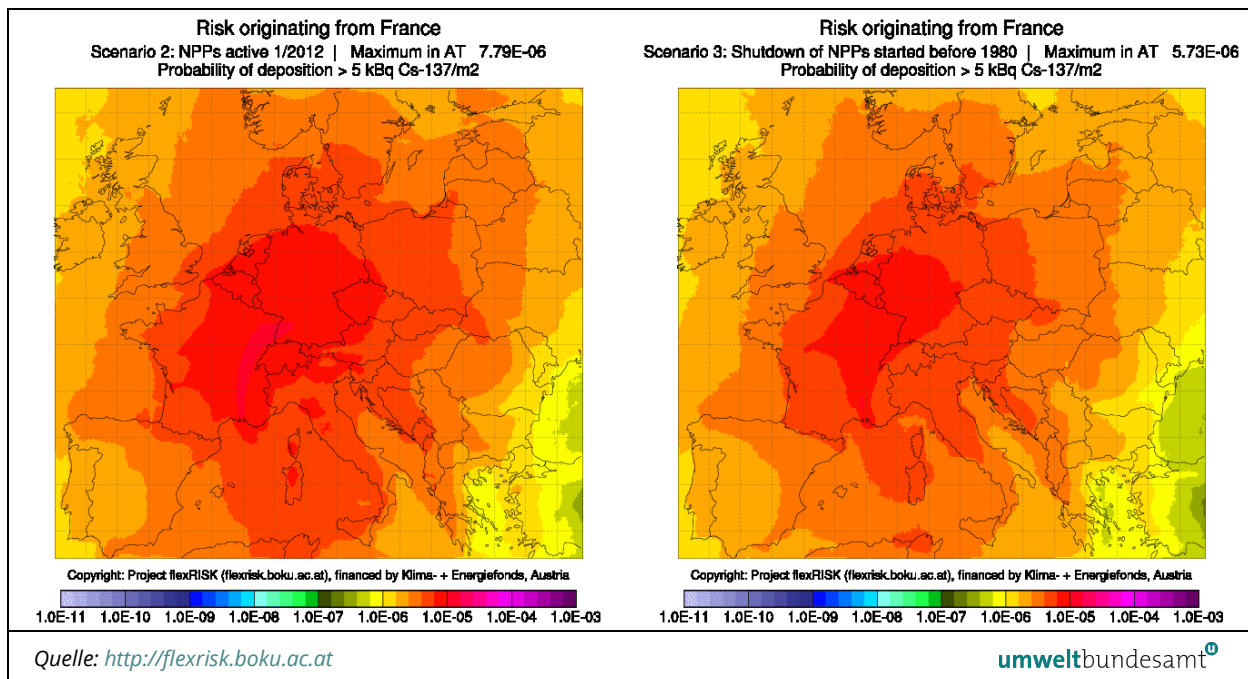 Risk originating from France
Scenario 2: NPPs active 1/2012 | Maximum in AT 7.79E-06
Probability of deposition > 5 kBq Cs-137/m2
Copyright: Project flexRISK (flexrisk.boku.ac.at), financed by Klima- + Energiefonds, Austria
1.0E-11 1.0E-10 1.0E-09 1.0E-08 1.0E-07 1.0E-06 1.0E-05 1.0E-04 1.0E-03
Risk originating from France
Scenario 3: Shutdown of NPPs started before 1980 | Maximum in AT 5.73E-06
Probability of deposition > 5 kBq Cs-137/m2
Copyright: Project flexRISK (flexrisk.boku.ac.at), financed by Klima- + Energiefonds, Austria
1.0E-11 1.0E-10 1.0E-09 1.0E-08 1.0E-07 1.0E-06 1.0E-05 1.0E-04 1.0E-03
Quelle: http://flexrisk.boku.ac.at
umweltbundesamt u